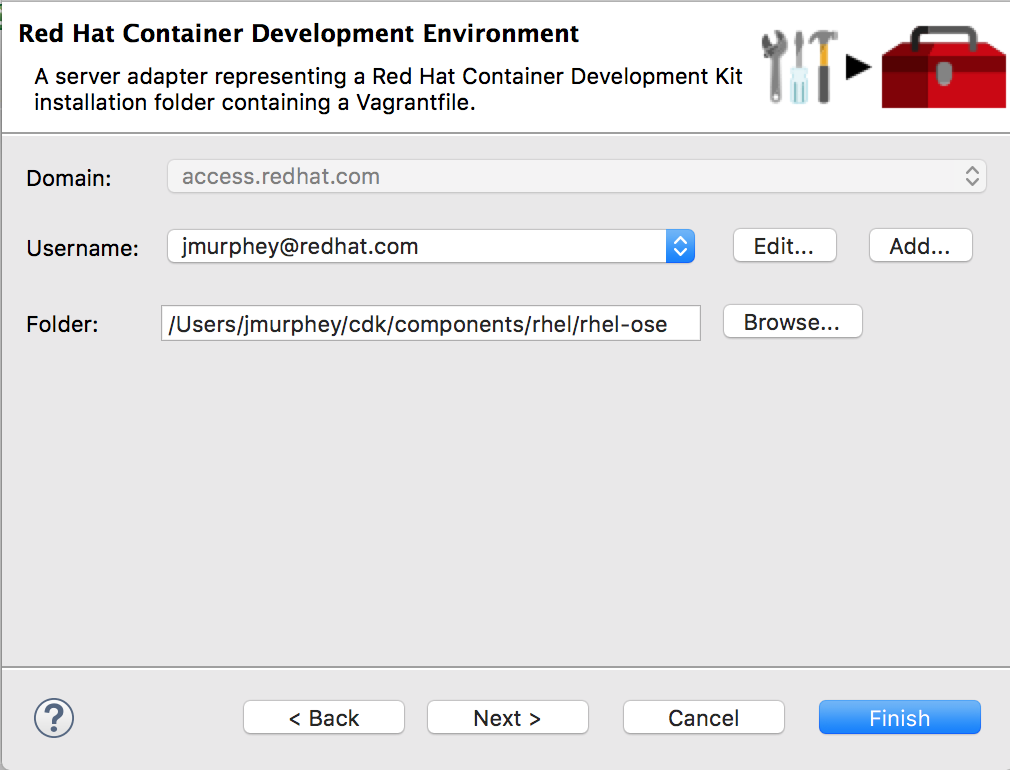 Red Hat Container Development Environment
A server adapter representing a Red Hat Container Development Kit
installation folder containing a Vagrantfile.
Domain: access.redhat.com
Username: jmurphey@redhat.com Edit... Add...
Folder: /Users/jmurphey/cdk/components/rhel/rhel-ose Browse...
? < Back Next > Cancel Finish